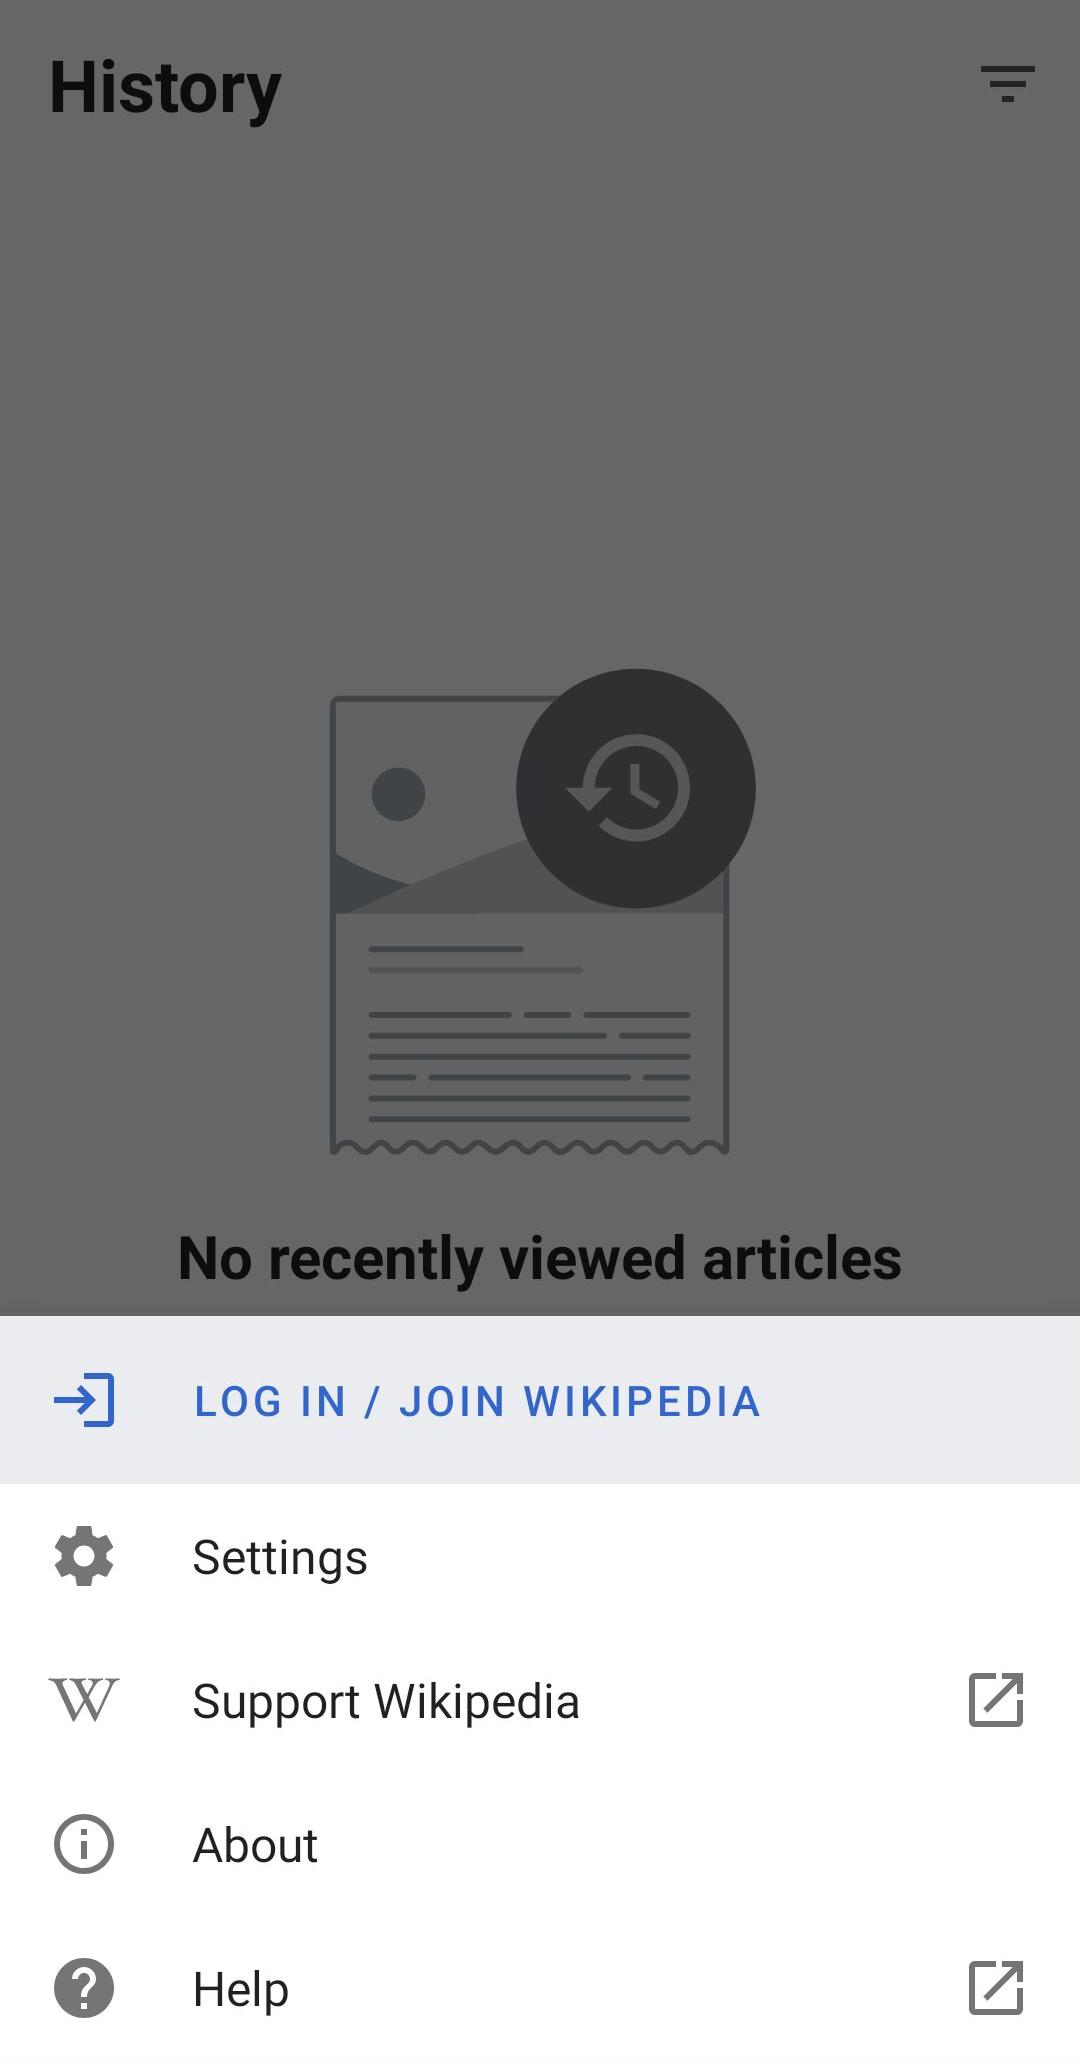 History
No recently viewed articles
LOG IN / JOIN WIKIPEDIA
Settings
W Support Wikipedia
About
Help